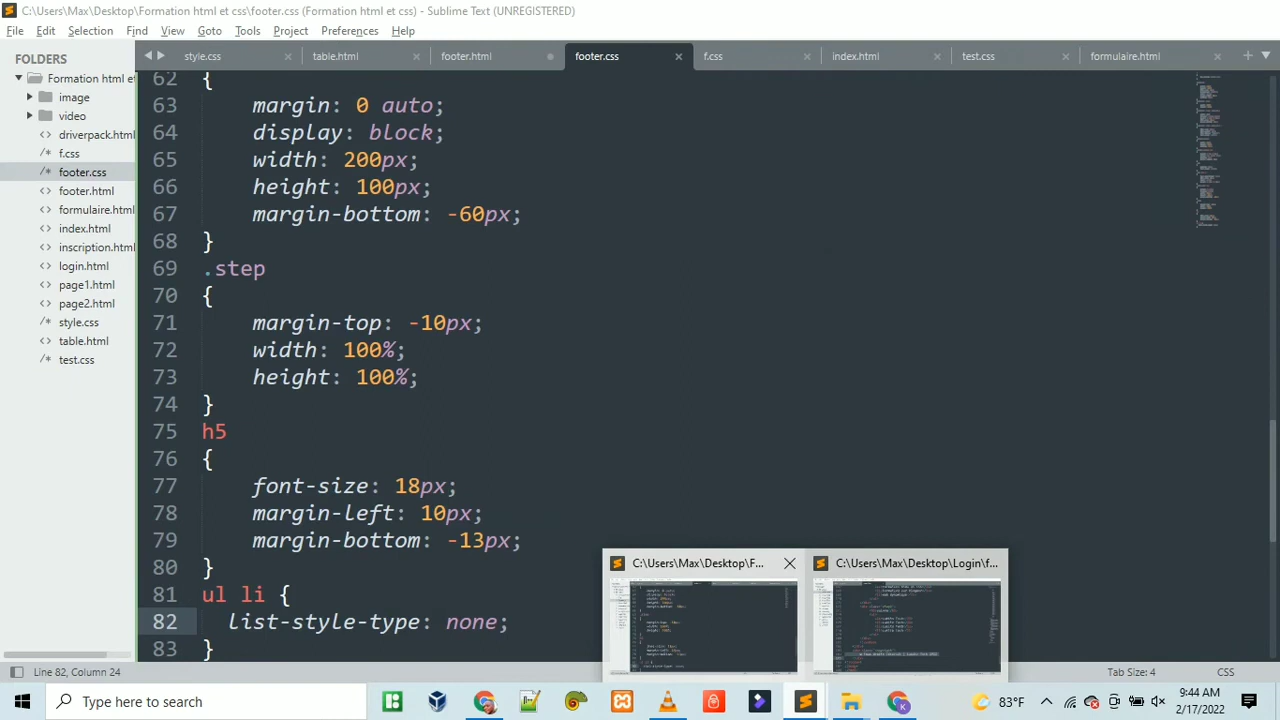 C:\Users\Max\Desktop\Formation html et css\footer.css (Formation html et css) - Sublime Text (UNREGISTERED)
File Edit Selection Find View Goto Tools Project Preferences Help
FOLDERS
Formation html et
image
video
driverpack.html
f.css
footer.css
footer.html
formulaire.html
index.html
inscription.html
login.html
page1.html
page2.html
style.css
table.html
test.css
style.css table.html footer.html footer.css f.css index.html test.css formulaire.html
62 {
63 margin: 0 auto;
64 display: block;
65 width: 200px;
66 height: 100px;
67 margin-bottom: -60px;
68 }
69 .step
70 {
71 margin-top: -10px;
72 width: 100%;
73 height: 100%;
74 }
75 h5
76 {
77 font-size: 18px;
78 margin-left: 10px;
79 margin-bottom: -13px;
80 }
81 ul li {
82 list-style-type: none;
83 }
C:\Users\Max\Desktop\F... C:\Users\Max\Desktop\Login\f...
Line 82, Column 24 Tab Size: 4 CSS
Type here to search
83°F
9:44 AM
2/17/2022